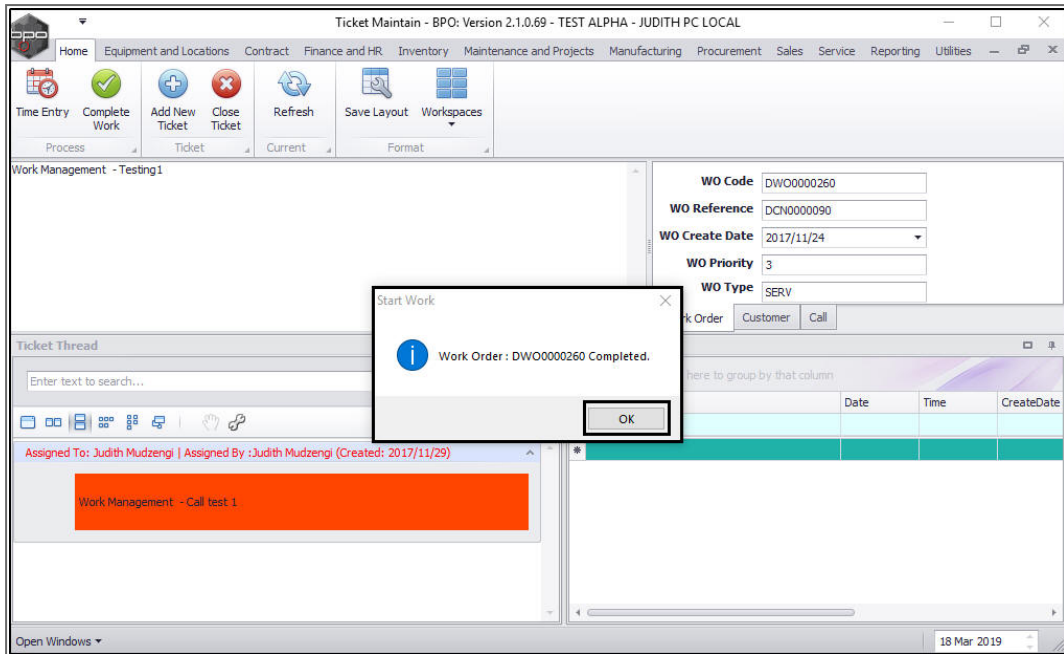 bpo
Ticket Maintain - BPO: Version 2.1.0.69 - TEST ALPHA - JUDITH PC LOCAL
Home Equipment and Locations Contract Finance and HR Inventory Maintenance and Projects Manufacturing Procurement Sales Service Reporting Utilities
Time Entry Complete Work Add New Ticket Close Ticket Refresh Save Layout Workspaces
Process Ticket Current Format
Work Management - Testing1
WO Code DWO0000260
WO Reference DCN0000090
WO Create Date 2017/11/24
WO Priority 3
WO Type SERV
rk Order Customer Call
Start Work
Work Order : DWO0000260 Completed.
OK
Ticket Thread
Enter text to search...
here to group by that column
Date Time CreateDate
Assigned To: Judith Mudzengi | Assigned By :Judith Mudzengi (Created: 2017/11/29)
Work Management - Call test 1
Open Windows
18 Mar 2019